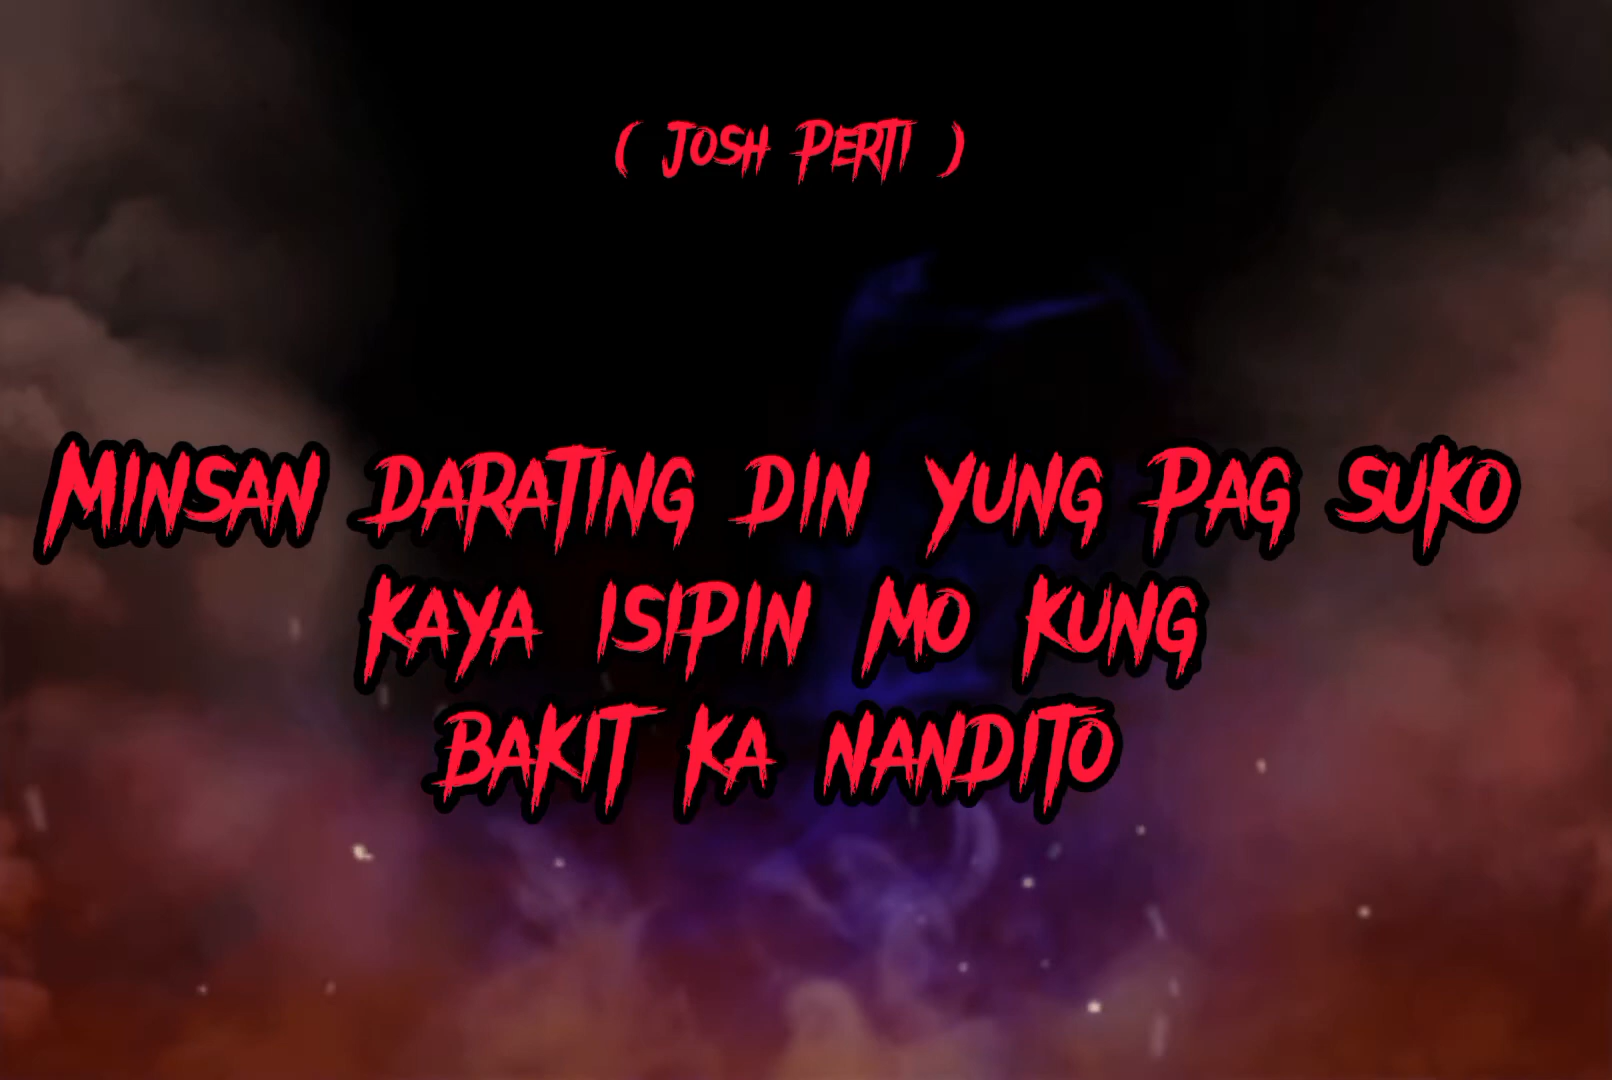 ( Josh Perti )
Minsan darating din yung pag suko
kaya isipin mo kung
bakit ka nandito